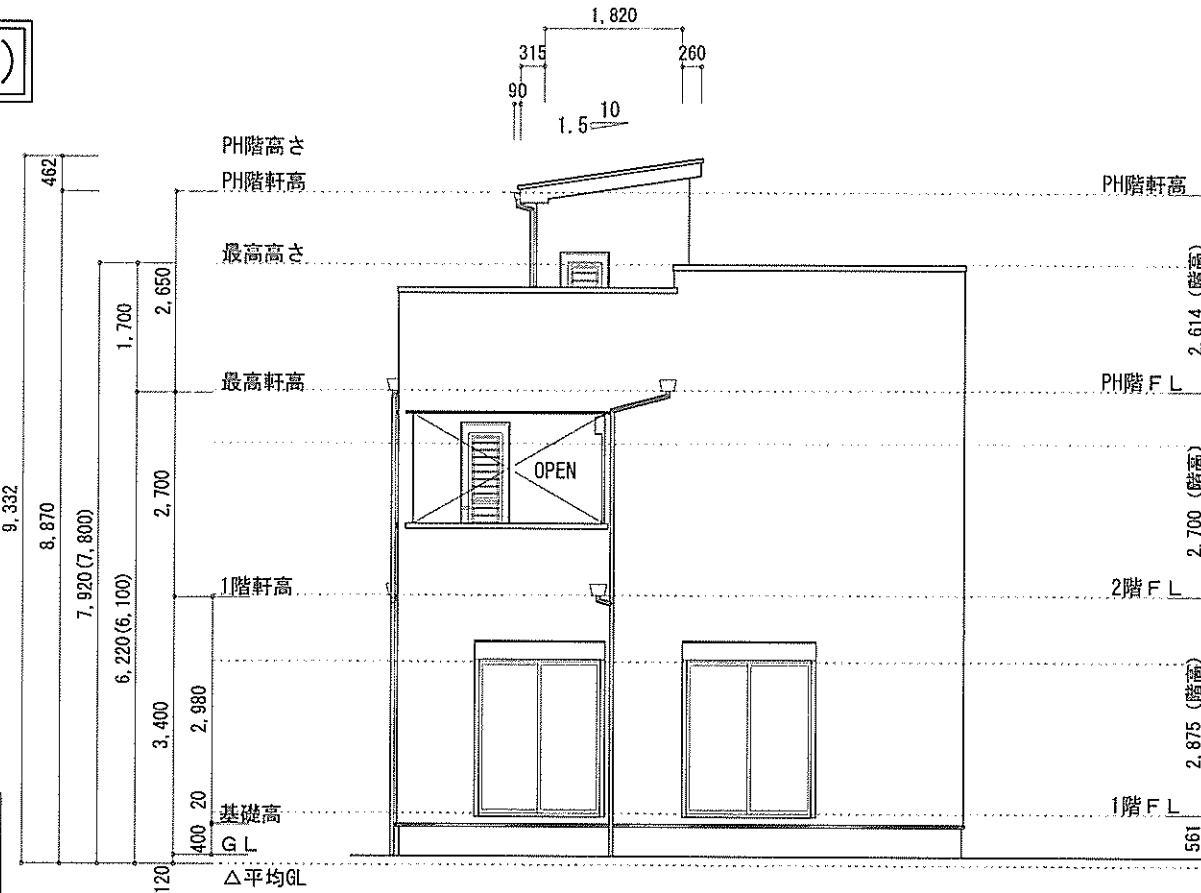 )
1,820
315
260
90
10
1.5
PH階高さ
462
PH階軒高
PH階軒高
最高高さ
2,650
2,614 (階高)
1,700
最高軒高
PH階ＦＬ
OPEN
9,332
8,870
7,920(7,800)
2,700
2,700 (階高)
6,220(6,100)
1階軒高
2階ＦＬ
3,400
2,980
2,875 (階高)
20
基礎高
1階ＦＬ
400
ＧＬ
561
120
△平均GL